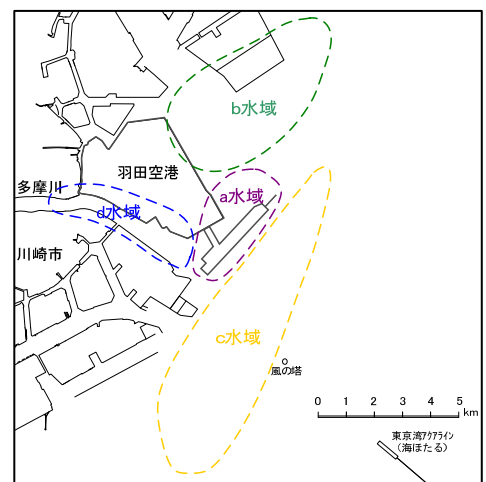 b水域
羽田空港
多摩川
a水域
d水域
川崎市
c水域
風の塔
0 1 2 3 4 5
km
東京湾ｱｸｱﾗｲﾝ
（海ほたる）